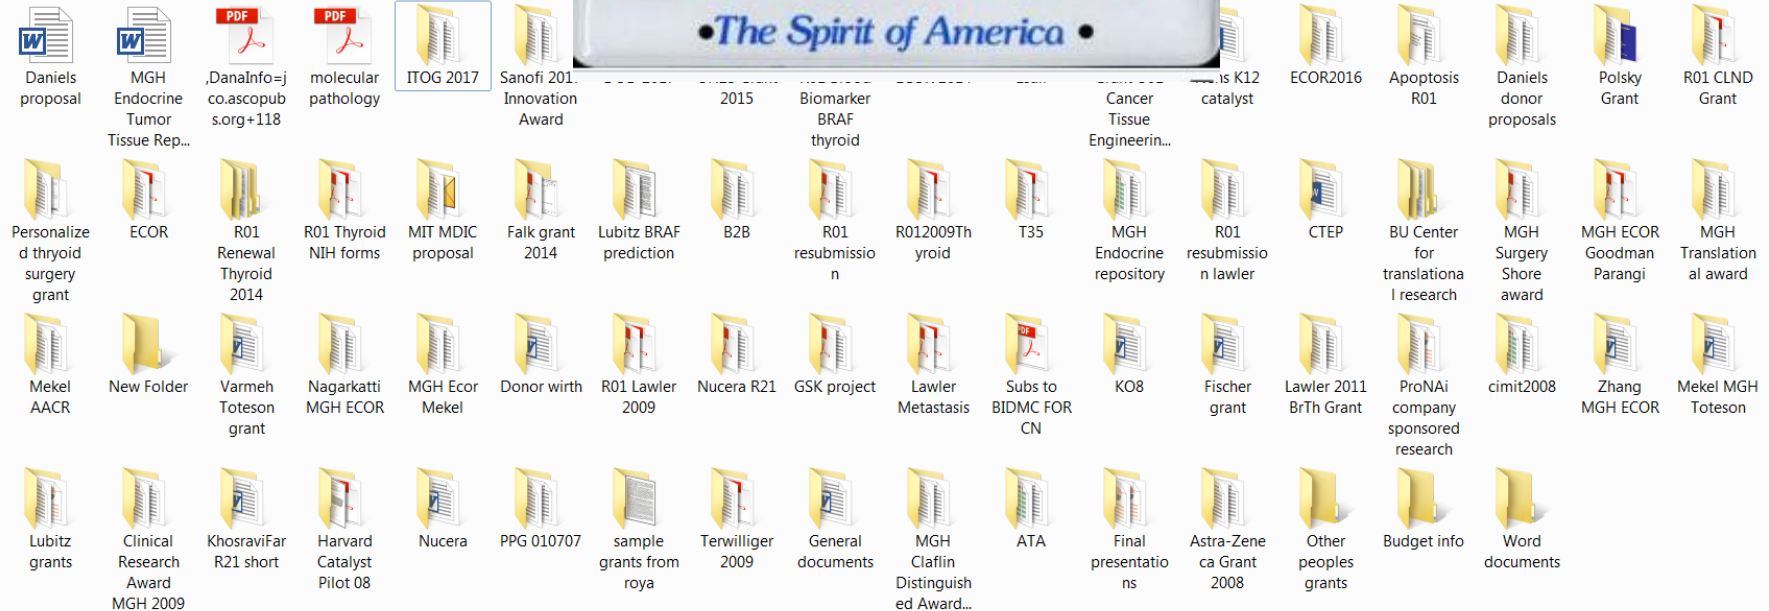 •The Spirit of America •
Daniels
proposal
MGH
Endocrine
Tumor
Tissue Rep...
,DanaInfo=j
co.ascopub
s.org+118
molecular
pathology
ITOG 2017
Sanofi
Innovation
Award
2015
Biomarker
BRAF
thyroid
Cancer
Tissue
Engineerin...
K12
catalyst
ECOR2016
Apoptosis
R01
Daniels
donor
proposals
Polsky
Grant
R01 CLND
Grant
Personalize
d thryoid
surgery
grant
ECOR
R01
Renewal
Thyroid
2014
R01 Thyroid
NIH forms
MIT MDIC
proposal
Falk grant
2014
Lubitz BRAF
prediction
B2B
R01
resubmissio
n
R012009Th
yroid
T35
MGH
Endocrine
repository
R01
resubmissio
n lawler
CTEP
BU Center
for
translationa
l research
MGH
Surgery
Shore
award
MGH ECOR
Goodman
Parangi
MGH
Translation
al award
Mekel
AACR
New Folder
Varmeh
Toteson
grant
Nagarkatti
MGH ECOR
MGH Ecor
Mekel
Donor wirth
R01 Lawler
2009
Nucera R21
GSK project
Lawler
Metastasis
Subs to
BIDMC FOR
CN
KO8
Fischer
grant
Lawler 2011
BrTh Grant
ProNAi
company
sponsored
research
cimit2008
Zhang
MGH ECOR
Mekel MGH
Toteson
Lubitz
grants
Clinical
Research
Award
MGH 2009
KhosraviFar
R21 short
Harvard
Catalyst
Pilot 08
Nucera
PPG 010707
sample
grants from
roya
Terwilliger
2009
General
documents
MGH
Claflin
Distinguish
ed Award...
ATA
Final
presentatio
ns
Astra-Zene
ca Grant
2008
Other
peoples
grants
Budget info
Word
documents